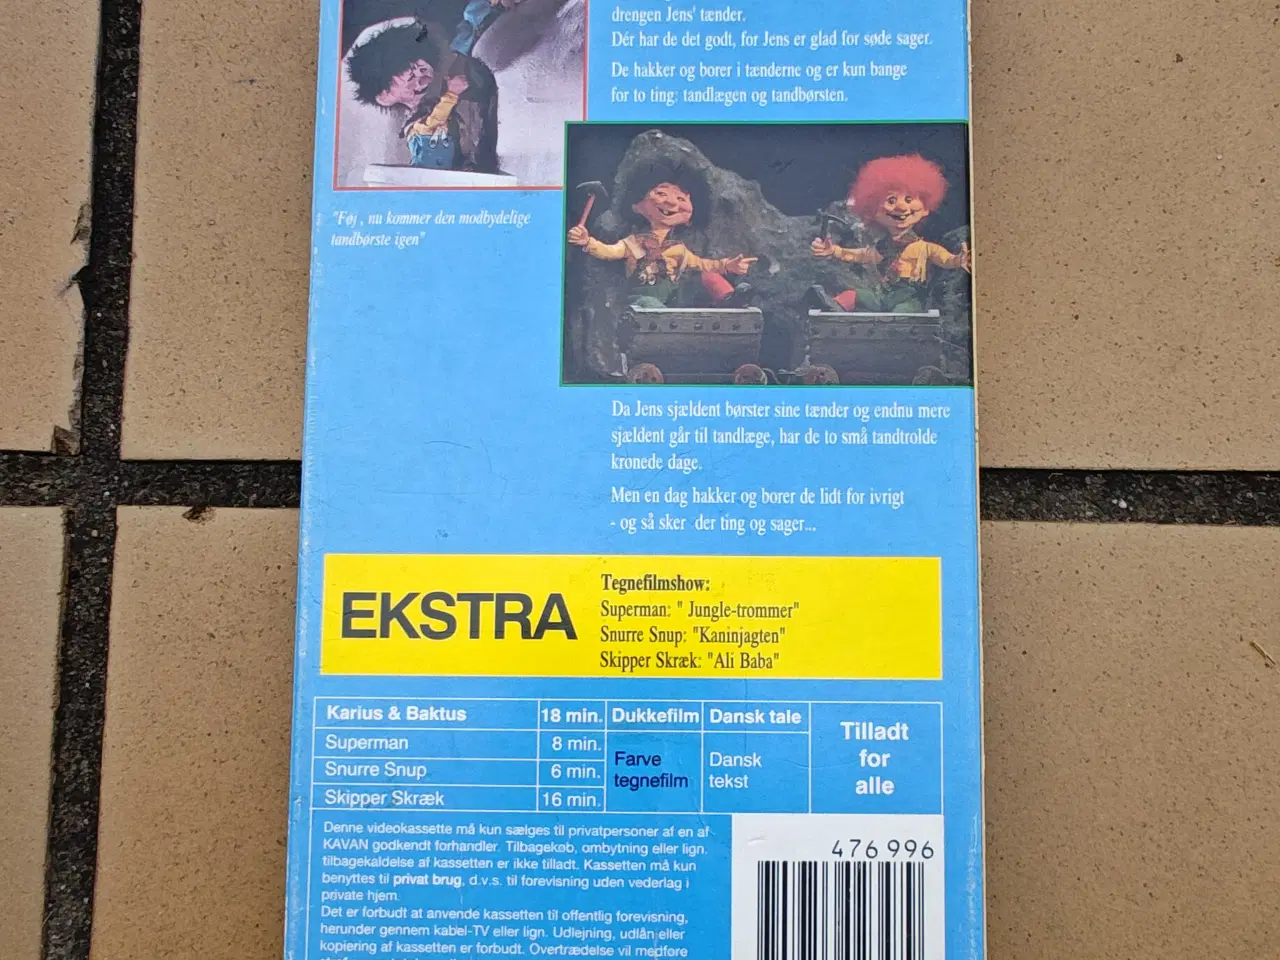 drengen Jens' tænder.
Dér har de det godt, for Jens er glad for søde sager.
De hakker og borer i tænderne og er kun bange
for to ting: tandlægen og tandbørsten.
"Føj , nu kommer den modbydelige
tandbørste igen"
Da Jens sjældent børster sine tænder og endnu mere
sjældent går til tandlæge, har de to små tandtrolde
kronede dage.
Men en dag hakker og borer de lidt for ivrigt
- og så sker der ting og sager...
EKSTRA
Tegnefilmshow:
Superman: " Jungle-trommer"
Snurre Snup: "Kaninjagten"
Skipper Skræk: "Ali Baba"
Karius & Baktus 18 min. Dukkefilm Dansk tale
Superman 8 min.
Snurre Snup 6 min.
Skipper Skræk 16 min.
Farve
tegnefilm
Dansk
tekst
Tilladt
for
alle
Denne videokassette må kun sælges til privatpersoner af en af
KAVAN godkendt forhandler. Tilbagekøb, ombytning eller lign.
tilbagekaldelse af kassetten er ikke tilladt. Kassetten må kun
benyttes til privat brug, d.v.s. til forevisning uden vederlag i
private hjem.
Det er forbudt at anvende kassetten til offentlig forevisning,
herunder gennem kabel-TV eller lign. Udlejning, udlån eller
kopiering af kassetten er forbudt. Overtrædelse vil medføre
476 996